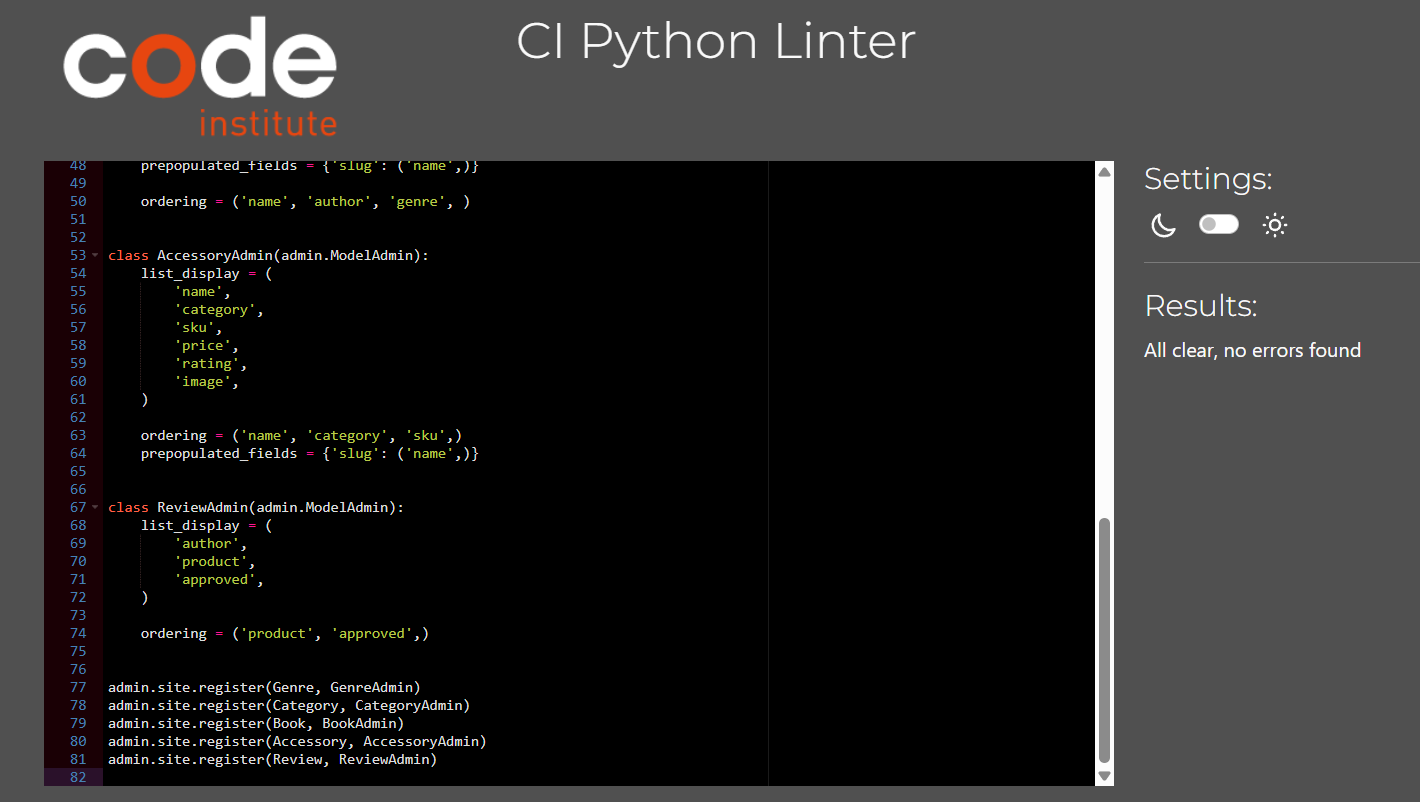 code
institute
CI Python Linter
48     prepopulated_fields = {'slug': ('name',)}
49
50     ordering = ('name', 'author', 'genre', )
51
52
53 class AccessoryAdmin(admin.ModelAdmin):
54     list_display = (
55         'name',
56         'category',
57         'sku',
58         'price',
59         'rating',
60         'image',
61     )
62
63     ordering = ('name', 'category', 'sku',)
64     prepopulated_fields = {'slug': ('name',)}
65
66
67 class ReviewAdmin(admin.ModelAdmin):
68     list_display = (
69         'author',
70         'product',
71         'approved',
72     )
73
74     ordering = ('product', 'approved',)
75
76
77 admin.site.register(Genre, GenreAdmin)
78 admin.site.register(Category, CategoryAdmin)
79 admin.site.register(Book, BookAdmin)
80 admin.site.register(Accessory, AccessoryAdmin)
81 admin.site.register(Review, ReviewAdmin)
82
Settings:
Results:
All clear, no errors found